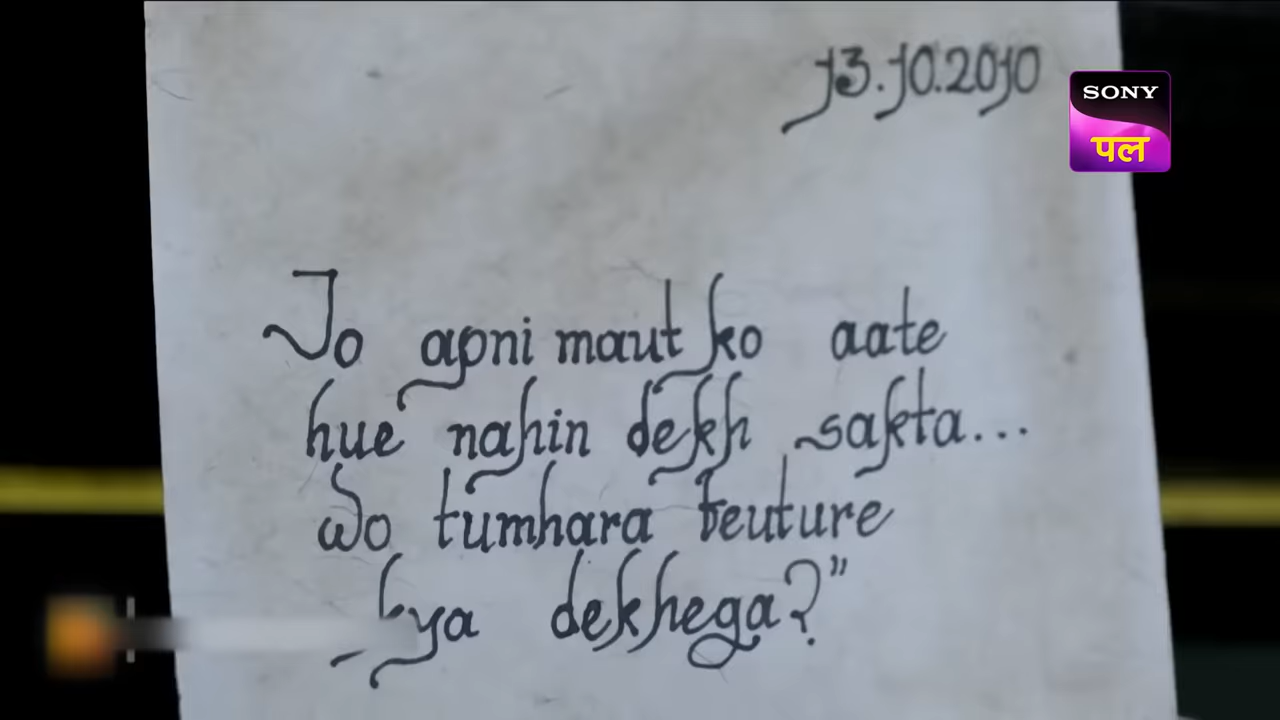 13.10.2010
SONY
पल
Jo apni maut ko aate
hue nahin dekh sakta...
Wo tumhara feuture
kya dekhega?”